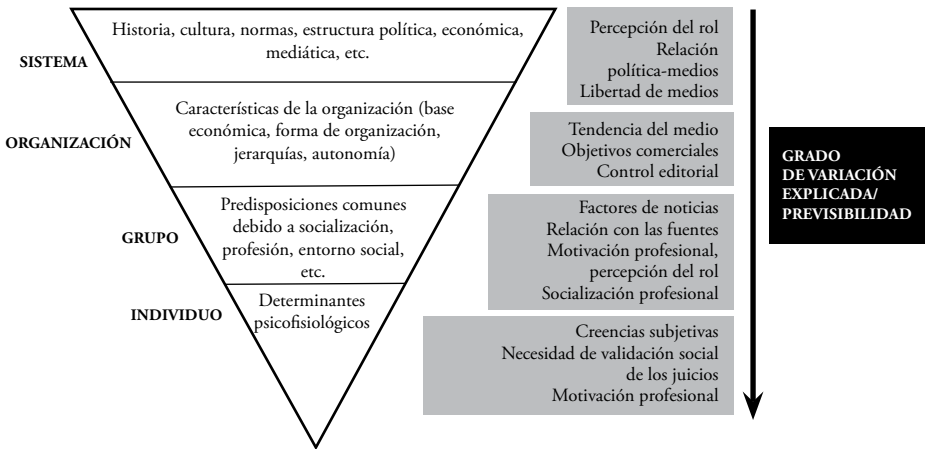 SISTEMA
Historia, cultura, normas, estructura política, económica,
mediática, etc.
Percepción del rol
Relación
política-medios
Libertad de medios
ORGANIZACIÓN
Características de la organización (base
económica, forma de organización,
jerarquías, autonomía)
Tendencia del medio
Objetivos comerciales
Control editorial
GRUPO
Predisposiciones comunes
debido a socialización,
profesión, entorno social,
etc.
Factores de noticias
Relación con las fuentes
Motivación profesional,
percepción del rol
Socialización profesional
INDIVIDUO
Determinantes
psicofisiológicos
Creencias subjetivas
Necesidad de validación social
de los juicios
Motivación profesional
GRADO
DE VARIACIÓN
EXPLICADA/
PREVISIBILIDAD